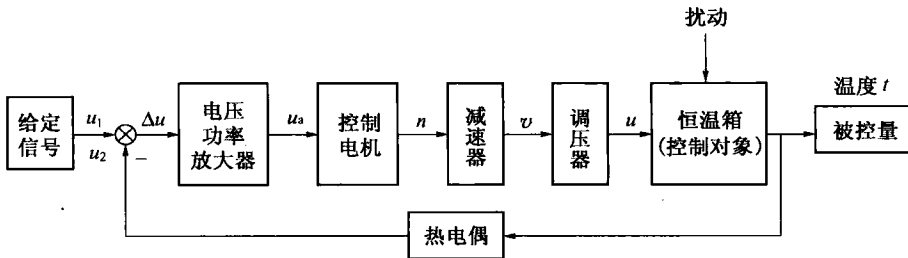 扰动
温度 t
给定
信号
u₁
u₂
Δu
−
电压
功率
放大器
uₐ
控制
电机
n
减
速
器
v
调
压
器
u
恒温箱
(控制对象)
被控量
热电偶